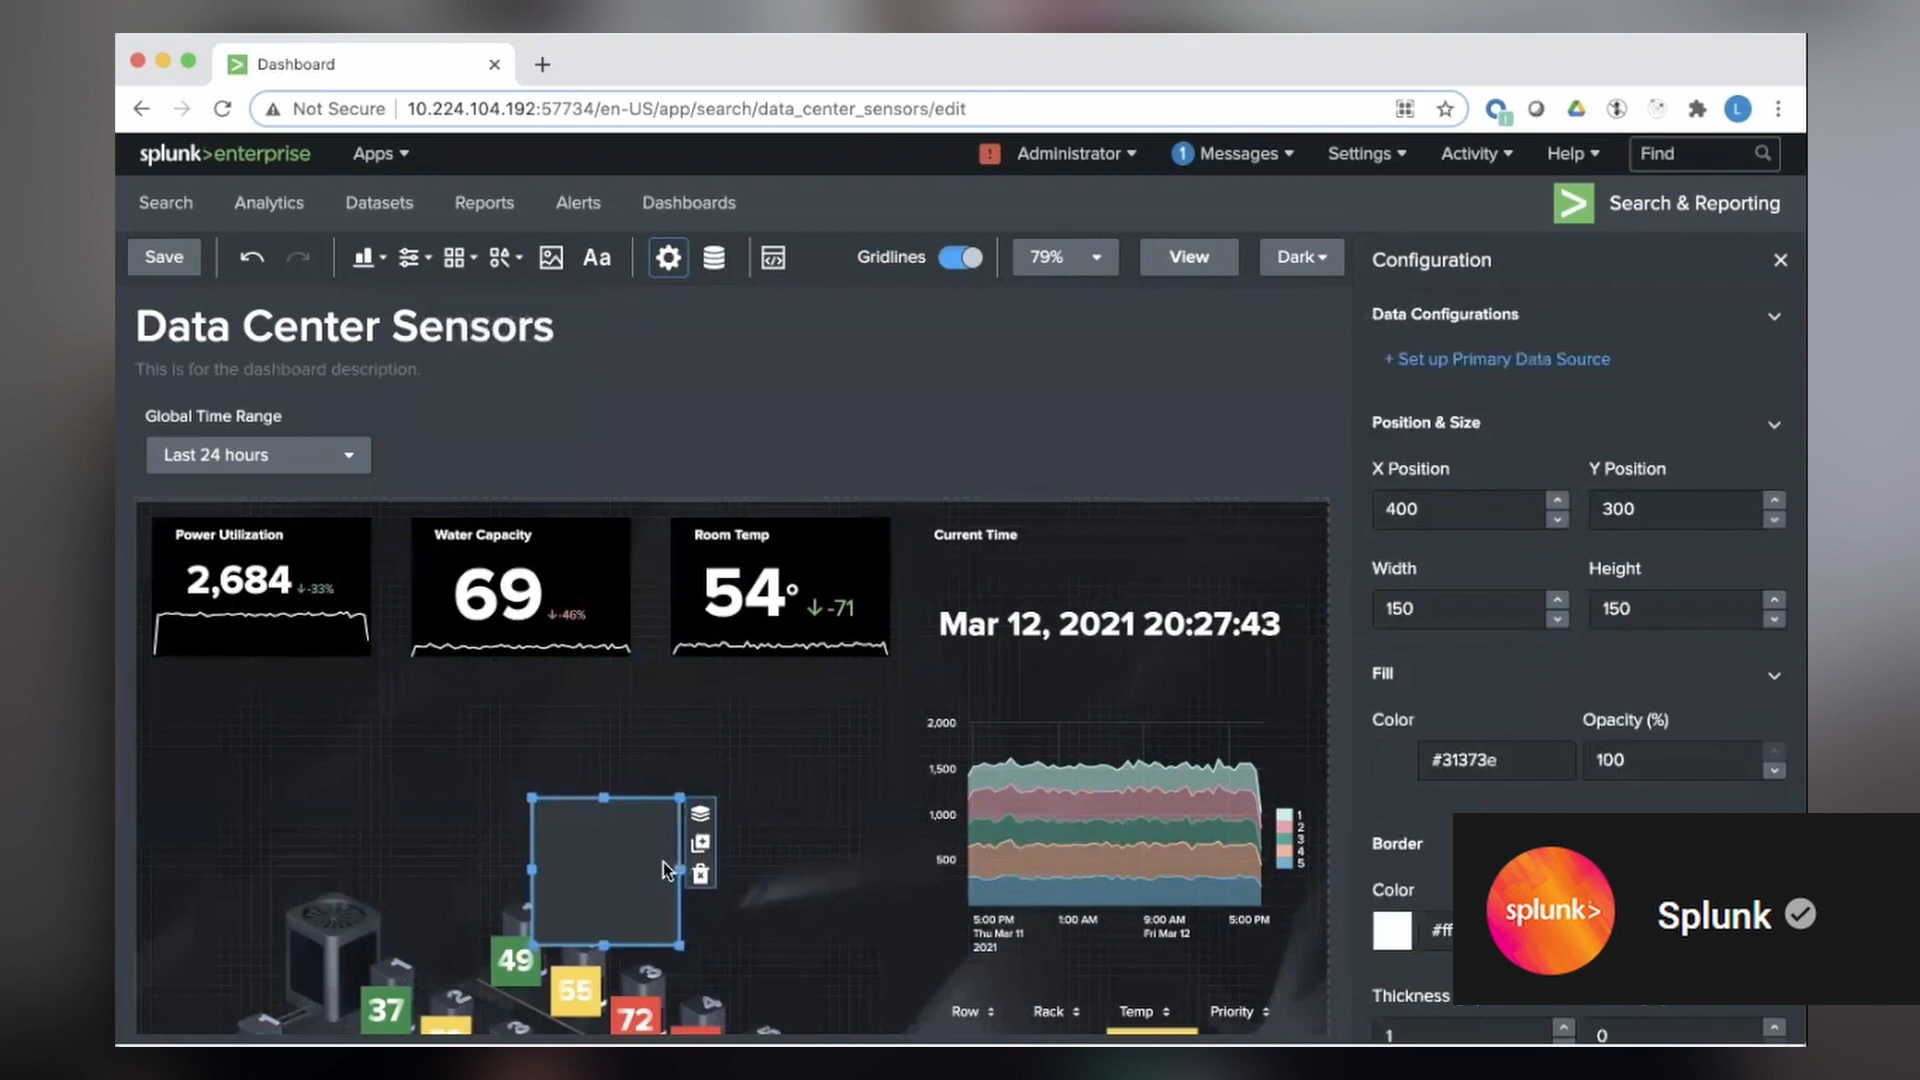 Dashboard
Not Secure
10.224.104.192:57734/en-US/app/search/data_center_sensors/edit
L
splunk>enterprise
Apps
!
Administrator
1
Messages
Settings
Activity
Help
Find
Search
Analytics
Datasets
Reports
Alerts
Dashboards
Search & Reporting
Save
Aa
Gridlines
79%
View
Dark
Configuration
Data Center Sensors
This is for the dashboard description.
Global Time Range
Last 24 hours
Data Configurations
+ Set up Primary Data Source
Position & Size
X Position
Y Position
400
300
Width
Height
150
150
Fill
Color
Opacity (%)
#31373e
100
Border
Color
#ff
Thickness
1
0
Power Utilization
2,684
-33%
Water Capacity
69
-46%
Room Temp
54°
-71
Current Time
Mar 12, 2021 20:27:43
2,000
1,500
1,000
500
5:00 PM
Thu Mar 11
2021
1:00 AM
9:00 AM
Fri Mar 12
5:00 PM
1
2
3
4
5
49
55
37
72
Row
Rack
Temp
Priority
splunk>
Splunk